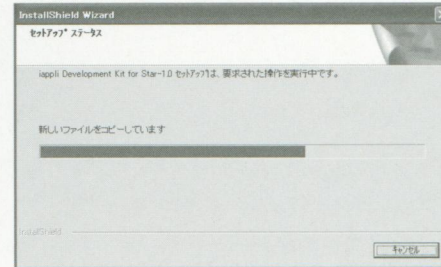 InstallShield Wizard
セットアップ ステータス
iappli Development Kit for Star-1.0 セットアップは、要求された操作を実行中です。
新しいファイルをコピーしています
InstallShield
キャンセル